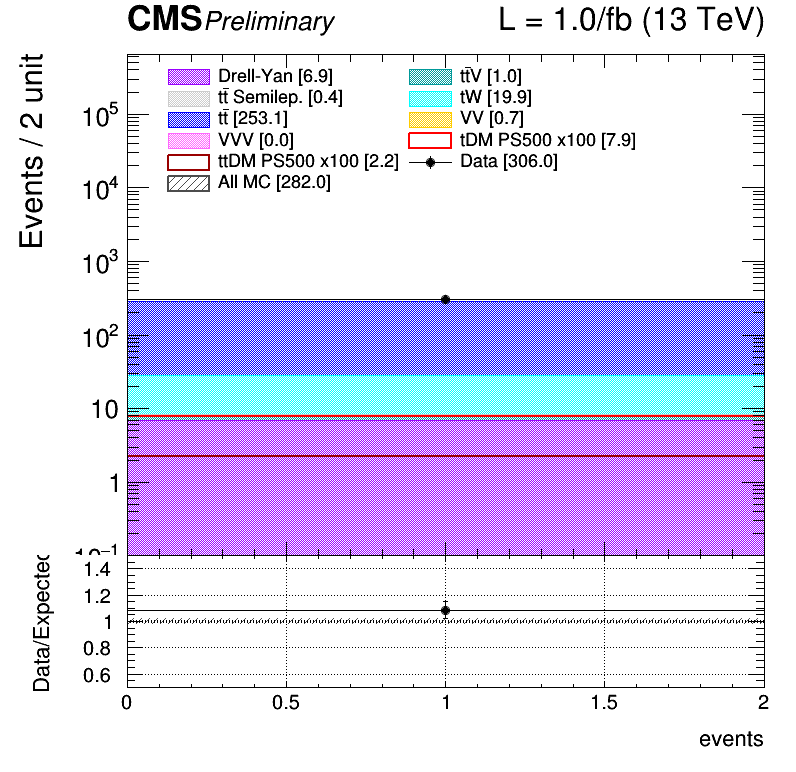 CMS Preliminary L = 1.0/fb (13 TeV)
Events / 2 unit
Drell-Yan [6.9] tt̄V [1.0]
tt̄ Semilep. [0.4] tW [19.9]
tt̄ [253.1] VV [0.7]
VVV [0.0] tDM PS500 x100 [7.9]
ttDM PS500 x100 [2.2] Data [306.0]
All MC [282.0]
10⁵
10⁴
10³
10²
10
1
10⁻¹
Data/Expected
1.4
1.2
1
0.8
0.6
0 0.5 1 1.5 2
events